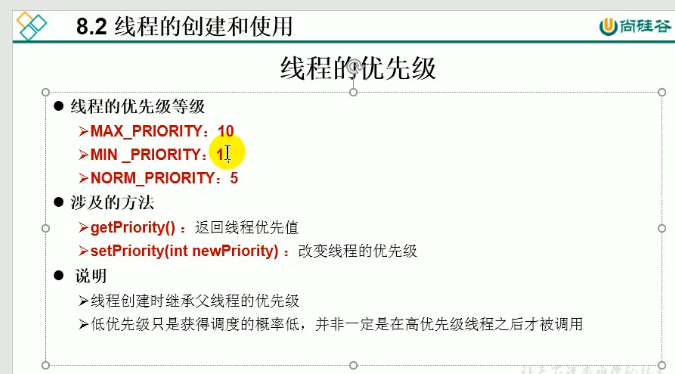 8.2 线程的创建和使用
尚硅谷
线程的优先级
● 线程的优先级等级
➢MAX_PRIORITY：10
➢MIN _PRIORITY：1
➢NORM_PRIORITY：5
● 涉及的方法
➢getPriority() ：返回线程优先值
➢setPriority(int newPriority) ：改变线程的优先级
● 说明
➢线程创建时继承父线程的优先级
➢低优先级只是获得调度的概率低，并非一定是在高优先级线程之后才被调用